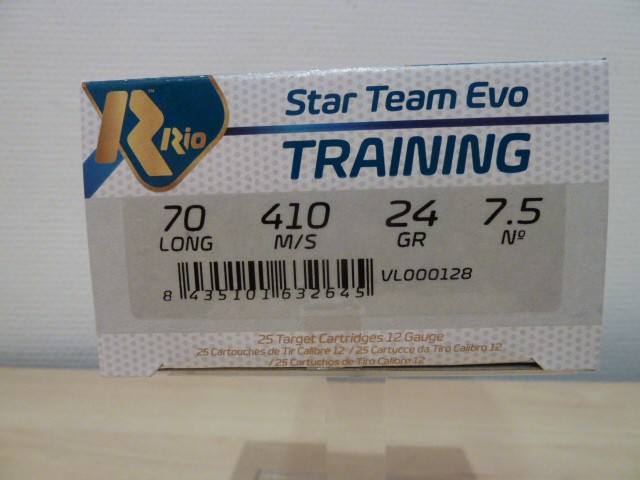 Rio
™
Star Team Evo
TRAINING
70 410 24 7.5
LONG M/S GR Nº
8 435101 632645
VL000128
25 Target Cartridges 12 Gauge
25 Cartouches de Tir Calibre 12 / 25 Cartucce da Tiro Calibro 12
/ 25 Cartuchos de Tiro Calibre 12